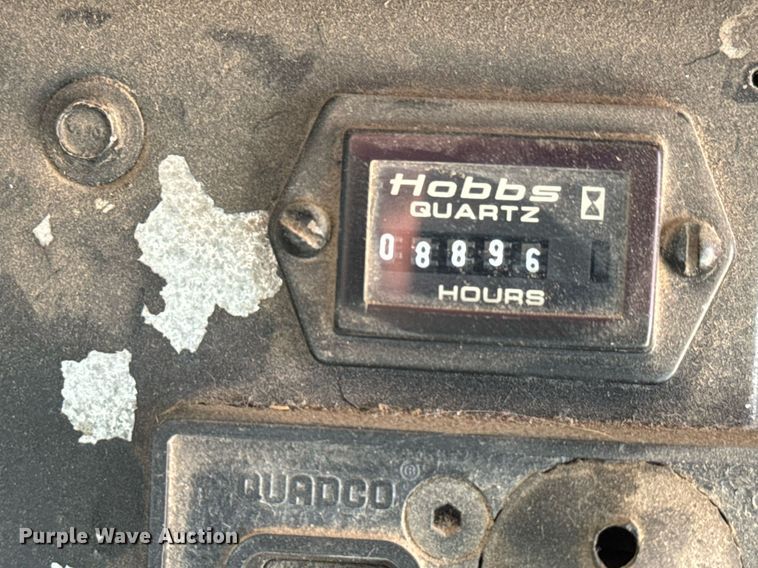 Hobbs
QUARTZ
08896
HOURS
QUADCO®
Purple Wave Auction